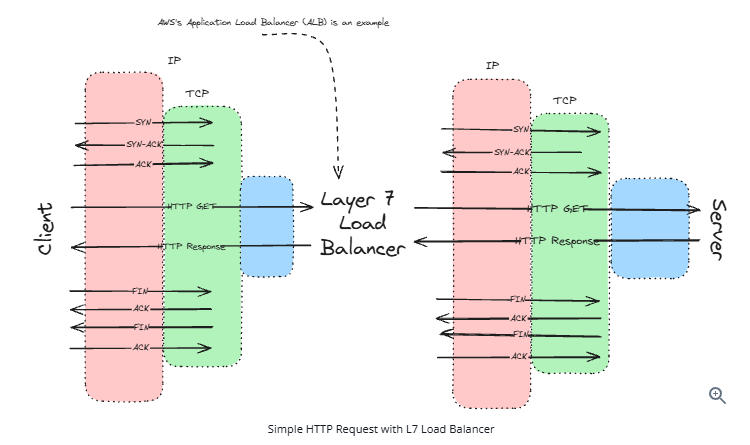 AWS's Application Load Balancer (ALB) is an example
IP
TCP
SYN
SYN-ACK
ACK
HTTP GET
HTTP Response
FIN
ACK
FIN
ACK
Client
Layer 7
Load
Balancer
IP
TCP
SYN
SYN-ACK
ACK
HTTP GET
HTTP Response
FIN
ACK
FIN
ACK
Server
Simple HTTP Request with L7 Load Balancer